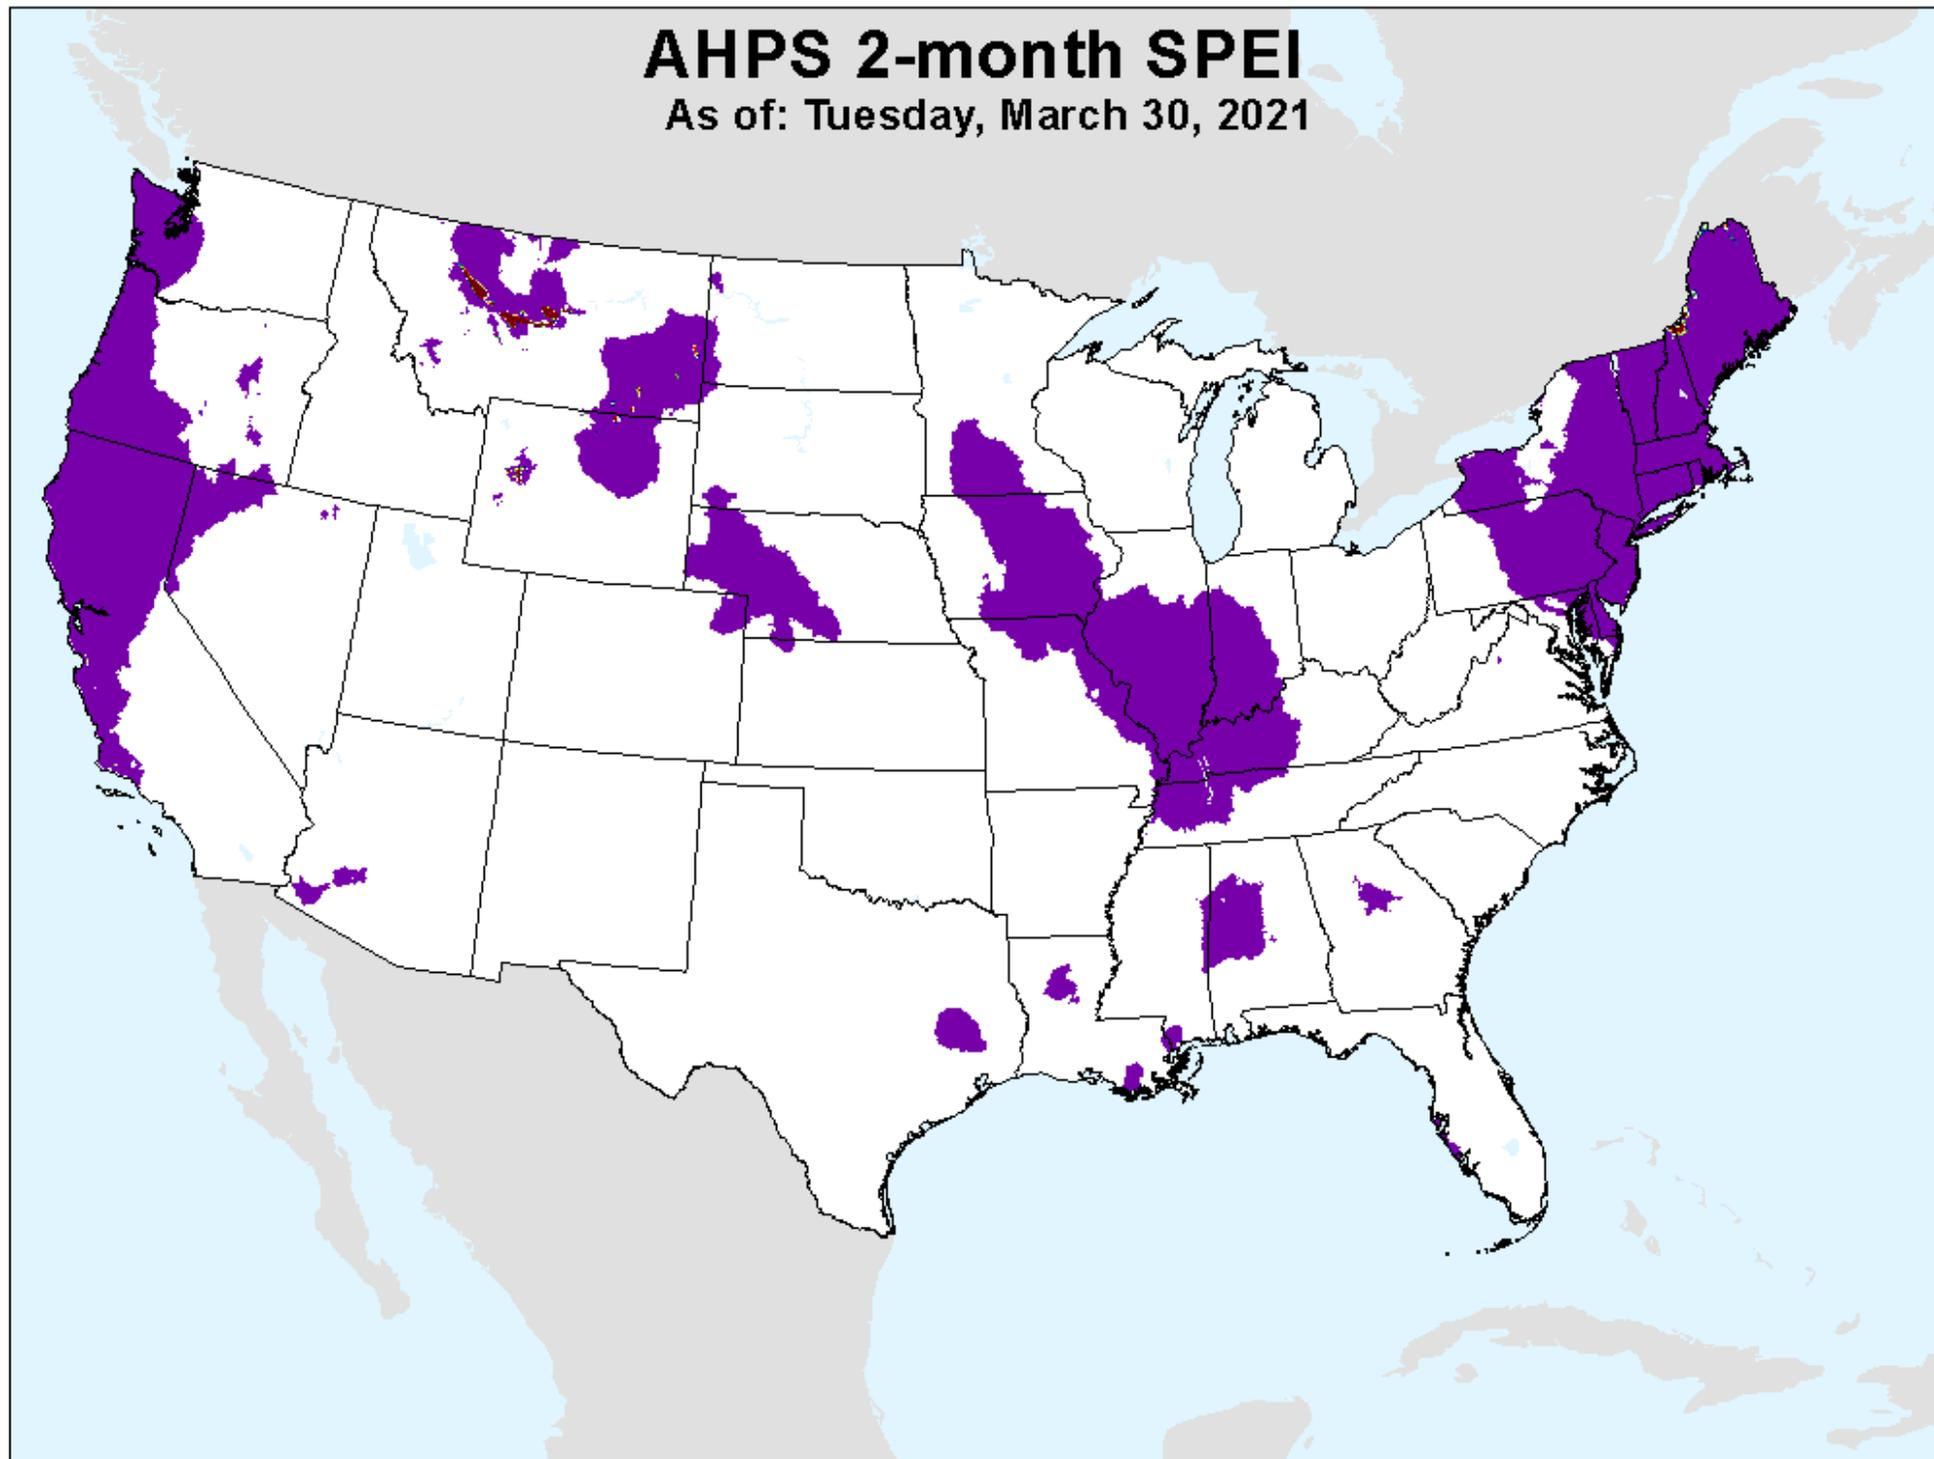 AHPS 2-month SPEI
As of: Tuesday, March 30, 2021